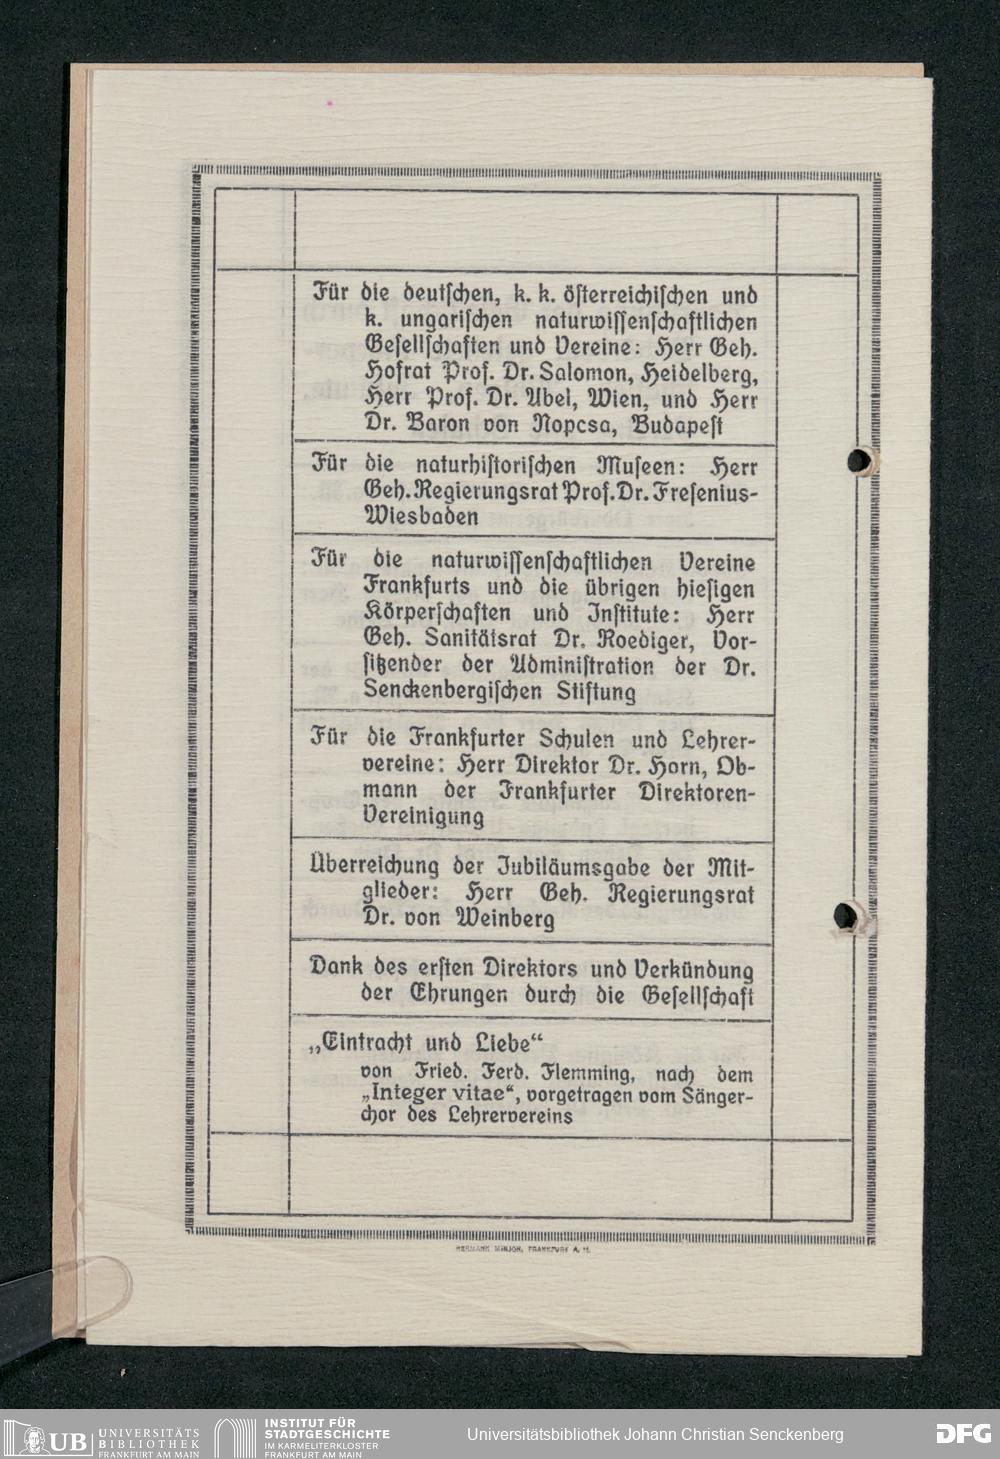 Für die deutſchen, k. k. öſterreichiſchen und
k. ungariſchen naturwiſſenſchaftlichen
Geſellſchaften und Vereine: Herr Geh.
Hofrat Prof. Dr. Salomon, Heidelberg,
Herr Prof. Dr. Abel, Wien, und Herr
Dr. Baron von Nopcsa, Budapeſt
Für die naturhiſtoriſchen Muſeen: Herr
Geh. Regierungsrat Prof. Dr. Freſenius-
Wiesbaden
Für die naturwiſſenſchaftlichen Vereine
Frankfurts und die übrigen hieſigen
Körperſchaften und Inſtitute: Herr
Geh. Sanitätsrat Dr. Roediger, Vor-
ſitzender der Adminiſtration der Dr.
Senckenbergiſchen Stiftung
Für die Frankfurter Schulen und Lehrer-
vereine: Herr Direktor Dr. Horn, Ob-
mann der Frankfurter Direktoren-
Vereinigung
Überreichung der Jubiläumsgabe der Mit-
glieder: Herr Geh. Regierungsrat
Dr. von Weinberg
Dank des erſten Direktors und Verkündung
der Ehrungen durch die Geſellſchaft
„Eintracht und Liebe“
von Fried. Ferd. Flemming, nach dem
„Integer vitae“, vorgetragen vom Sänger-
chor des Lehrervereins
HERMANN MINJON, FRANKFURT A. M.
UB UNIVERSITÄTS
BIBLIOTHEK
FRANKFURT AM MAIN
INSTITUT FÜR
STADTGESCHICHTE
IM KARMELITERKLOSTER
FRANKFURT AM MAIN
Universitätsbibliothek Johann Christian Senckenberg
DFG